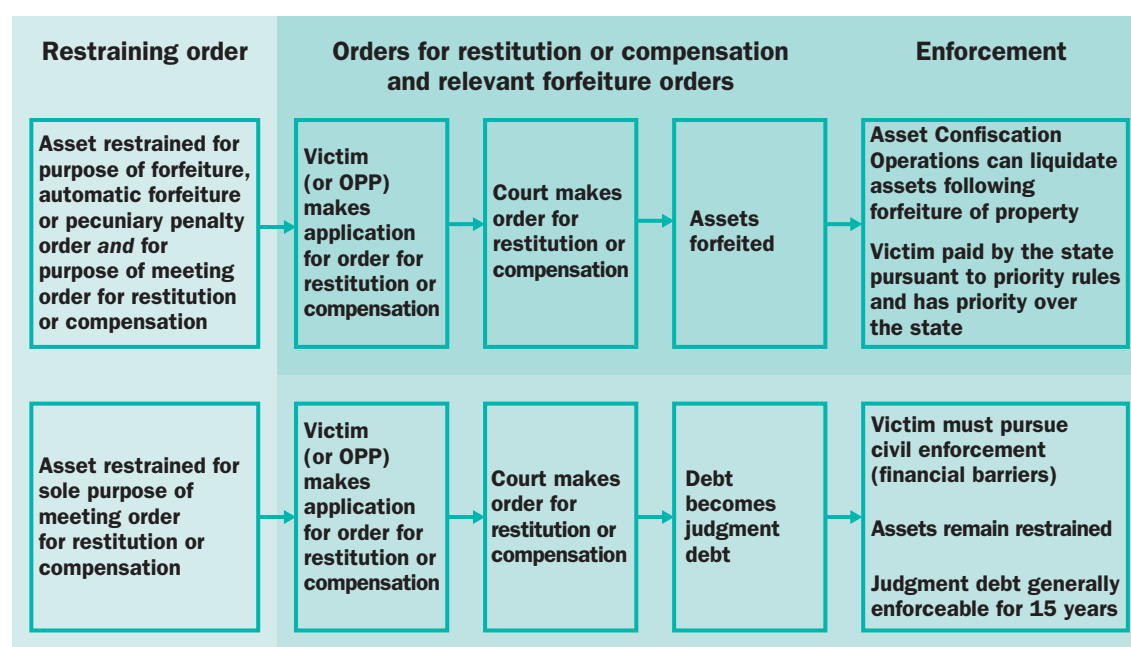 Restraining order
Orders for restitution or compensation
and relevant forfeiture orders
Enforcement
Asset restrained for
purpose of forfeiture,
automatic forfeiture
or pecuniary penalty
order and for
purpose of meeting
order for restitution
or compensation
Victim
(or OPP)
makes
application
for order for
restitution or
compensation
Court makes
order for
restitution or
compensation
Assets
forfeited
Asset Confiscation
Operations can liquidate
assets following
forfeiture of property
Victim paid by the state
pursuant to priority rules
and has priority over
the state
Asset restrained for
sole purpose of
meeting order
for restitution or
compensation
Victim
(or OPP)
makes
application
for order for
restitution or
compensation
Court makes
order for
restitution or
compensation
Debt
becomes
judgment
debt
Victim must pursue
civil enforcement
(financial barriers)
Assets remain restrained
Judgment debt generally
enforceable for 15 years